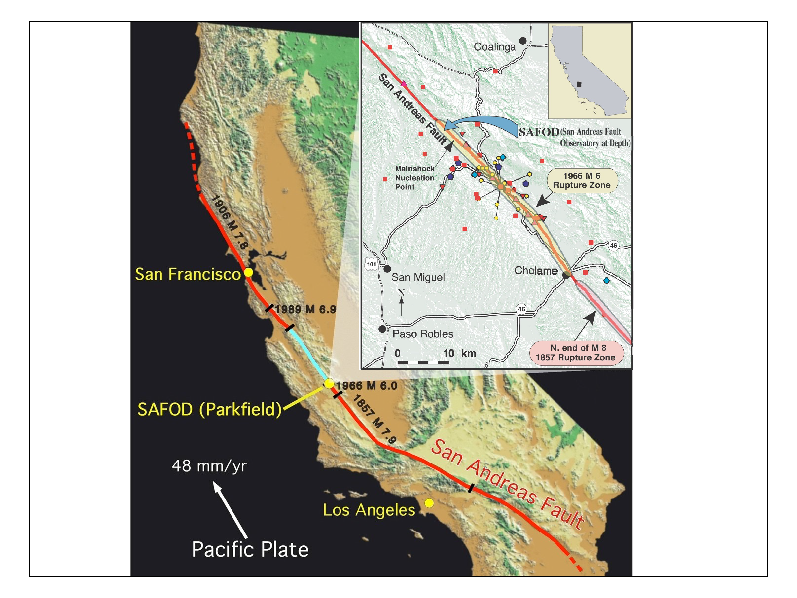 Coalinga
San Andreas Fault
SAFOD (San Andreas Fault
Observatory at Depth)
Mainshock
Nucleation
Point
1966 M 6
Rupture Zone
46
101
San Miguel
Cholame
N
46
Paso Robles
0 10 km
N. end of M 8
1857 Rupture Zone
1906 M 7.8
San Francisco
1989 M 6.9
1966 M 6.0
SAFOD (Parkfield)
1857 M 7.9
San Andreas Fault
48 mm/yr
Los Angeles
Pacific Plate